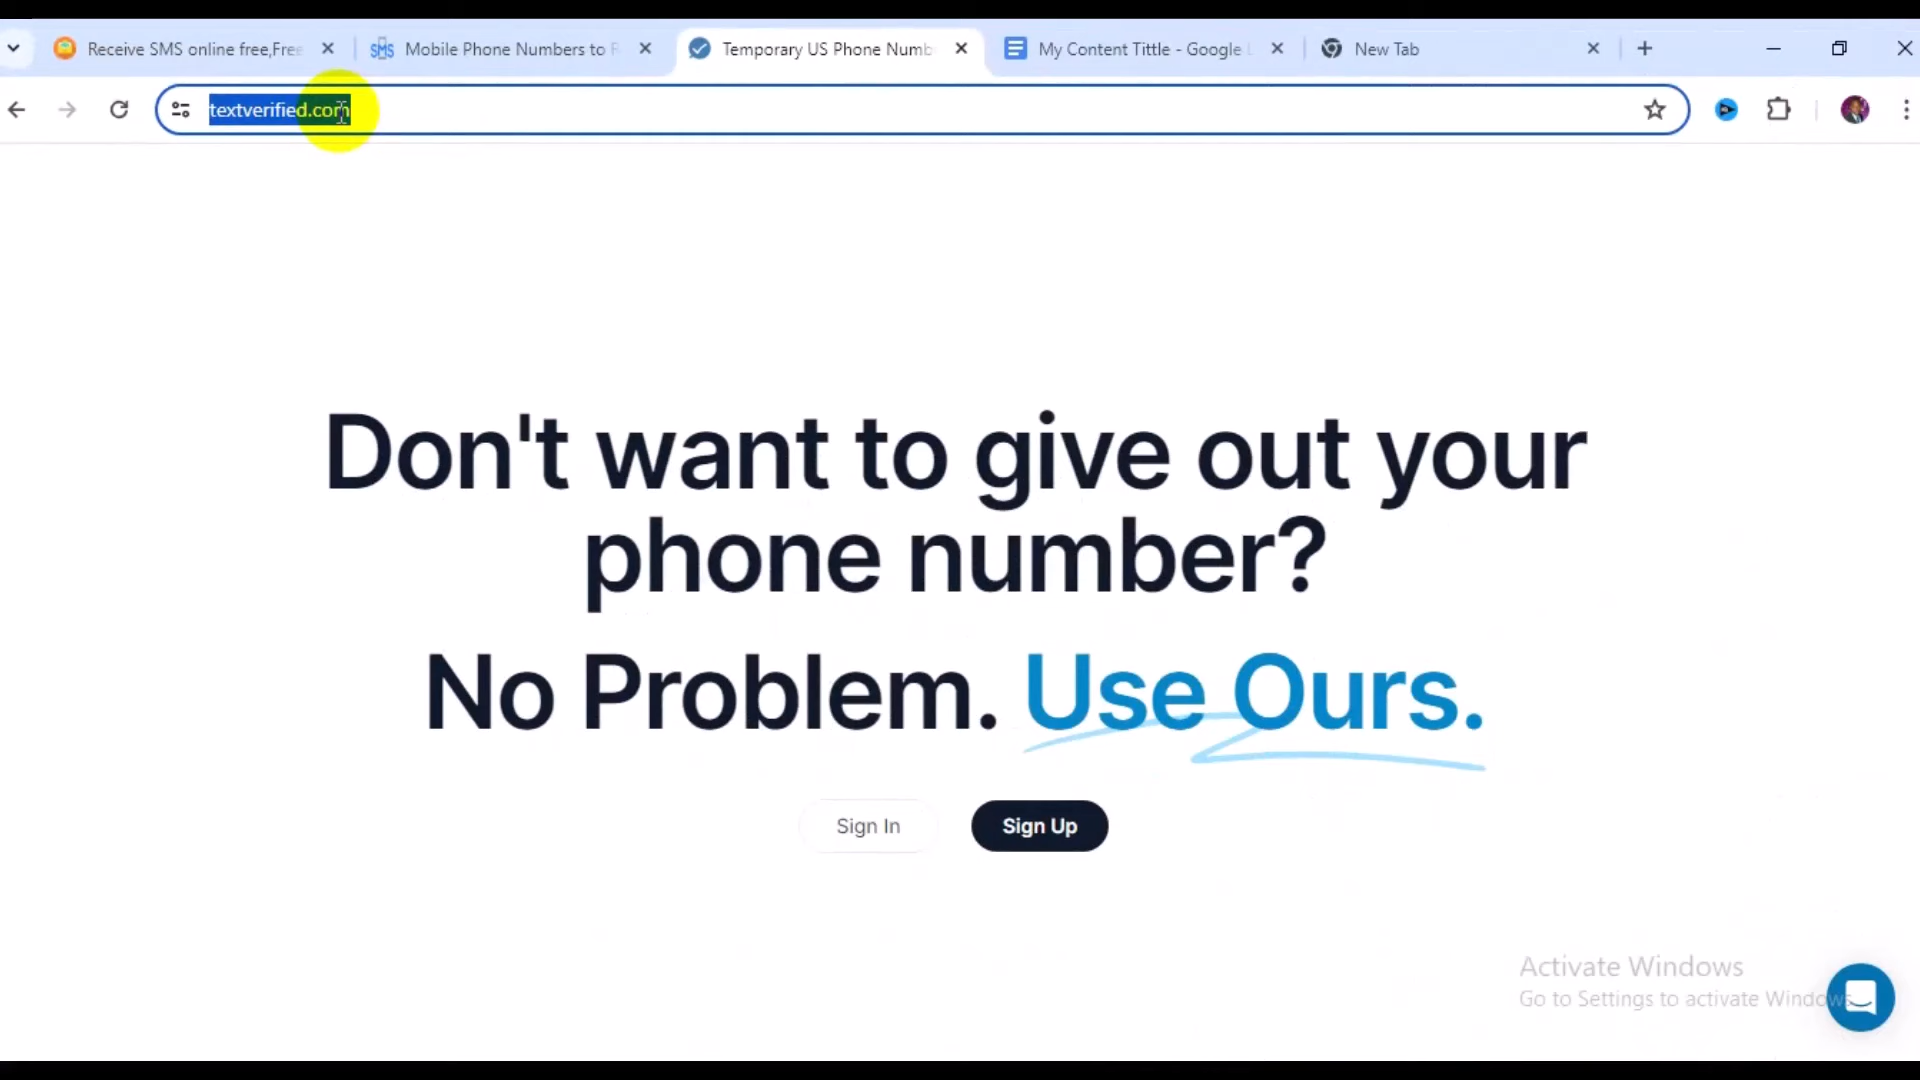 Receive SMS online free,Free
SMS
Mobile Phone Numbers to R
Temporary US Phone Numb
My Content Tittle - Google
New Tab
textverified.com
Don't want to give out your
phone number?
No Problem. Use Ours.
Sign In
Sign Up
Activate Windows
Go to Settings to activate Windows